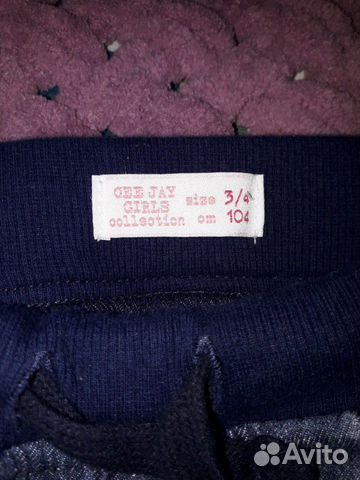 GEE JAY
GIRLS
collection
size 3/4
cm 104
Avito